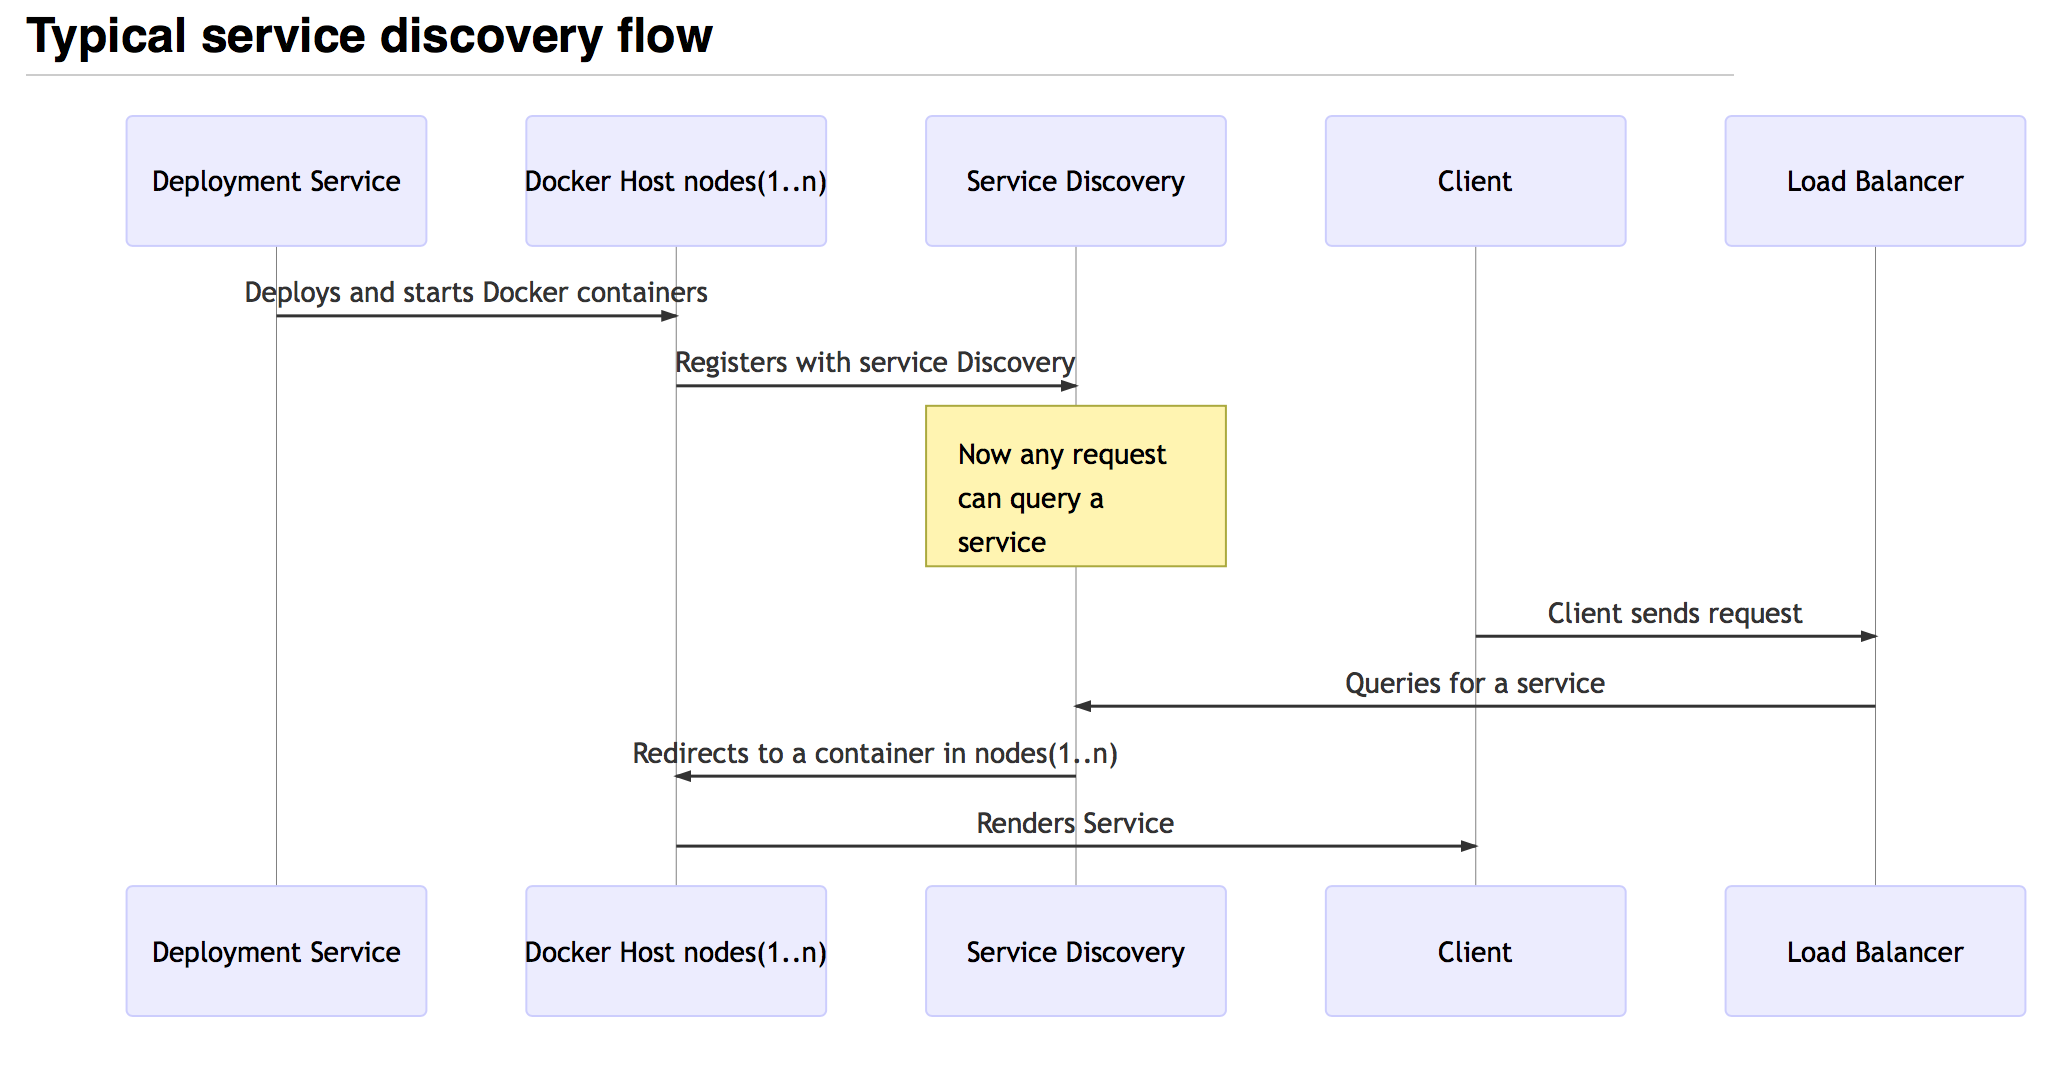 Typical service discovery flow
Deployment Service
Docker Host nodes(1..n)
Service Discovery
Client
Load Balancer
Deploys and starts Docker containers
Registers with service Discovery
Now any request
can query a
service
Client sends request
Queries for a service
Redirects to a container in nodes(1..n)
Renders Service
Deployment Service
Docker Host nodes(1..n)
Service Discovery
Client
Load Balancer